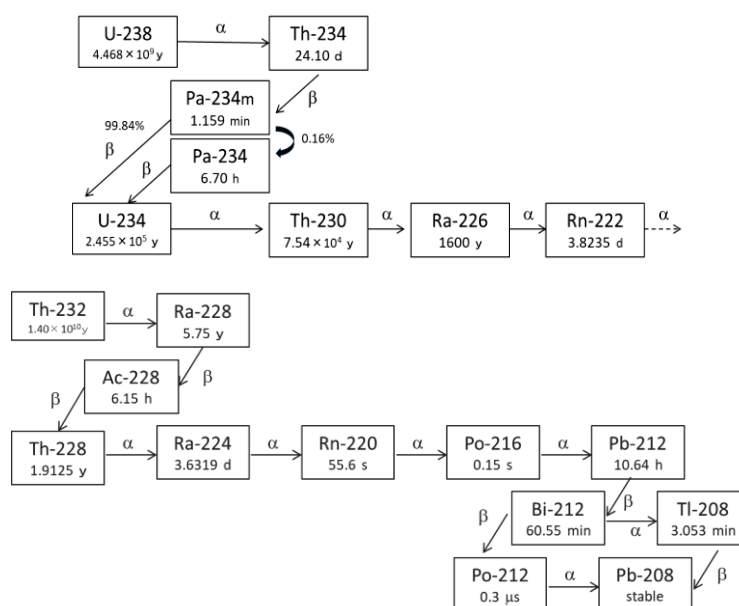 U-238
4.468 × 10⁹ y
α
Th-234
24.10 d
β
Pa-234m
1.159 min
99.84%
β
0.16%
Pa-234
6.70 h
β
U-234
2.455 × 10⁵ y
α
Th-230
7.54 × 10⁴ y
α
Ra-226
1600 y
α
Rn-222
3.8235 d
α
Th-232
1.40 × 10¹⁰ y
α
Ra-228
5.75 y
β
Ac-228
6.15 h
β
Th-228
1.9125 y
α
Ra-224
3.6319 d
α
Rn-220
55.6 s
α
Po-216
0.15 s
α
Pb-212
10.64 h
β
Bi-212
60.55 min
α
Tl-208
3.053 min
β
β
Po-212
0.3 μs
α
Pb-208
stable